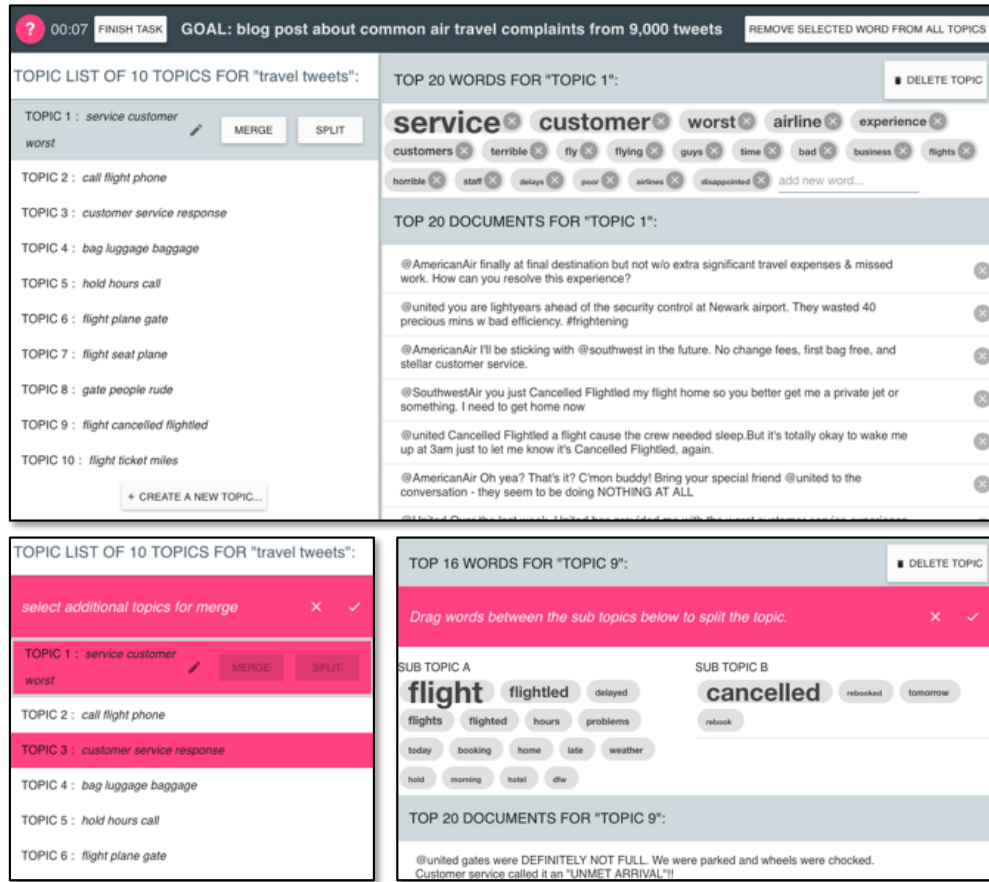 ? 00:07 FINISH TASK GOAL: blog post about common air travel complaints from 9,000 tweets REMOVE SELECTED WORD FROM ALL TOPICS
TOPIC LIST OF 10 TOPICS FOR "travel tweets":
TOPIC 1 : service customer
worst
MERGE SPLIT
TOPIC 2 : call flight phone
TOPIC 3 : customer service response
TOPIC 4 : bag luggage baggage
TOPIC 5 : hold hours call
TOPIC 6 : flight plane gate
TOPIC 7 : flight seat plane
TOPIC 8 : gate people rude
TOPIC 9 : flight cancelled flightled
TOPIC 10 : flight ticket miles
+ CREATE A NEW TOPIC...
TOP 20 WORDS FOR "TOPIC 1": DELETE TOPIC
service customer worst airline experience
customers terrible fly flying guys time bad business flights
horrible staff delays poor airlines disappointed add new word...
TOP 20 DOCUMENTS FOR "TOPIC 1":
@AmericanAir finally at final destination but not w/o extra significant travel expenses & missed
work. How can you resolve this experience?
@united you are lightyears ahead of the security control at Newark airport. They wasted 40
precious mins w bad efficiency. #frightening
@AmericanAir I'll be sticking with @southwest in the future. No change fees, first bag free, and
stellar customer service.
@SouthwestAir you just Cancelled Flightled my flight home so you better get me a private jet or
something. I need to get home now
@united Cancelled Flightled a flight cause the crew needed sleep.But it's totally okay to wake me
up at 3am just to let me know it's Cancelled Flightled, again.
@AmericanAir Oh yea? That's it? C'mon buddy! Bring your special friend @united to the
conversation - they seem to be doing NOTHING AT ALL
@United Over the last week, United has provided me with the worst customer service experience
TOPIC LIST OF 10 TOPICS FOR "travel tweets":
select additional topics for merge
TOPIC 1 : service customer
worst
MERGE SPLIT
TOPIC 2 : call flight phone
TOPIC 3 : customer service response
TOPIC 4 : bag luggage baggage
TOPIC 5 : hold hours call
TOPIC 6 : flight plane gate
TOP 16 WORDS FOR "TOPIC 9": DELETE TOPIC
Drag words between the sub topics below to split the topic.
SUB TOPIC A
flight flightled delayed
flights flighted hours problems
today booking home late weather
hold morning hotel dfw
SUB TOPIC B
cancelled rebooked tomorrow
rebook
TOP 20 DOCUMENTS FOR "TOPIC 9":
@united gates were DEFINITELY NOT FULL. We were parked and wheels were chocked.
Customer service called it an "UNMET ARRIVAL"!!